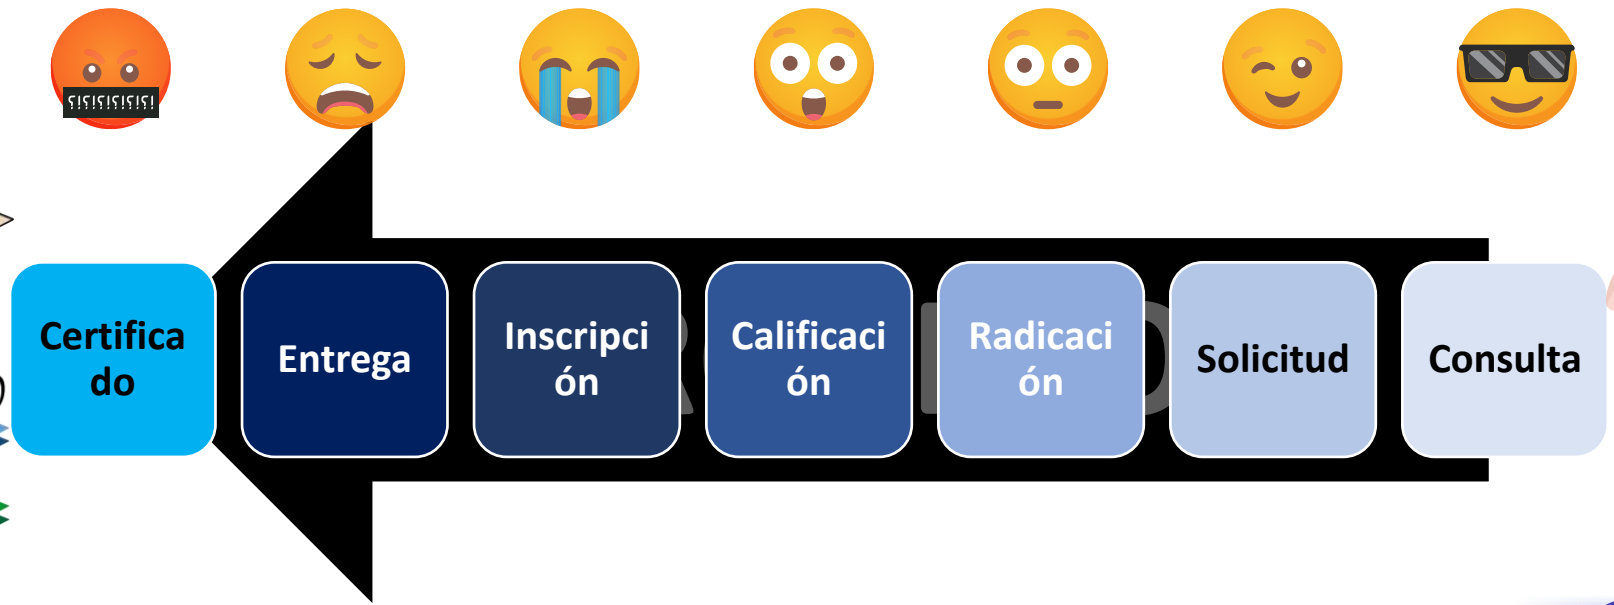 Certifica
do
Entrega
Inscripci
ón
Calificaci
ón
Radicaci
ón
Solicitud
Consulta